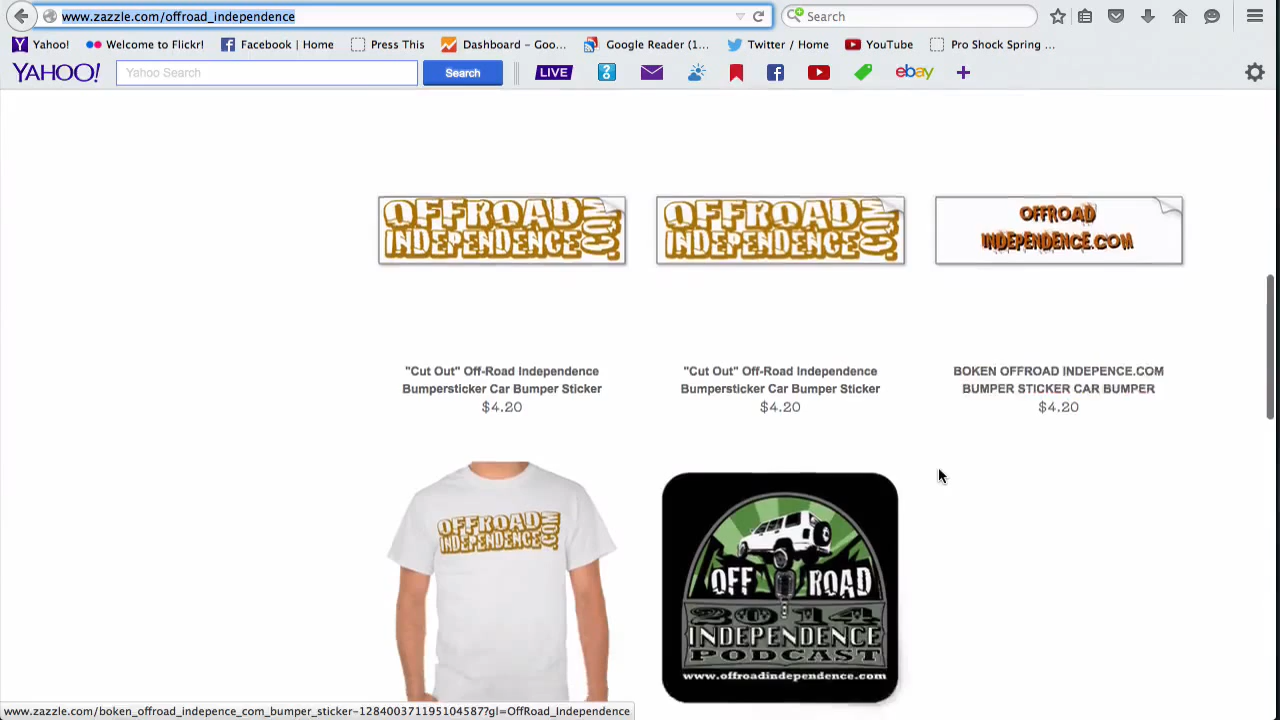 www.zazzle.com/offroad_independence
Search
Yahoo!
Welcome to Flickr!
Facebook | Home
Press This
Dashboard - Goo...
Google Reader (1...
Twitter / Home
YouTube
Pro Shock Spring ...
YAHOO!
Yahoo Search
Search
LIVE
ebay
OFFROAD
INDEPENDENCE
.COM
OFFROAD
INDEPENDENCE
.COM
OFFROAD
INDEPENDENCE.COM
"Cut Out" Off-Road Independence
Bumpersticker Car Bumper Sticker
$4.20
"Cut Out" Off-Road Independence
Bumpersticker Car Bumper Sticker
$4.20
BOKEN OFFROAD INDEPENCE.COM
BUMPER STICKER CAR BUMPER
$4.20
OFFROAD
INDEPENDENCE
.COM
OFF ROAD
2014
INDEPENDENCE
PODCAST
www.offroadindependence.com
www.zazzle.com/boken_offroad_indepence_com_bumper_sticker-128400371195104587?gl=OffRoad_Independence